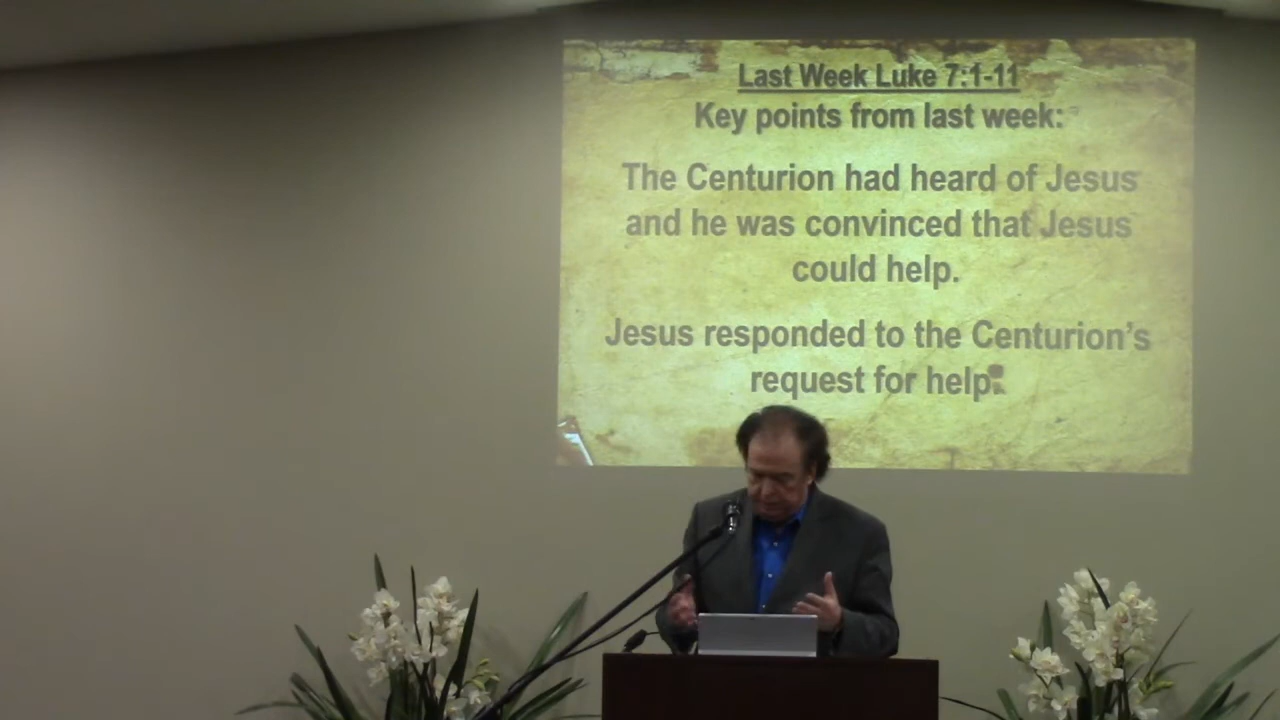 Last Week Luke 7:1-11
Key points from last week:
The Centurion had heard of Jesus
and he was convinced that Jesus
could help.
Jesus responded to the Centurion’s
request for help.